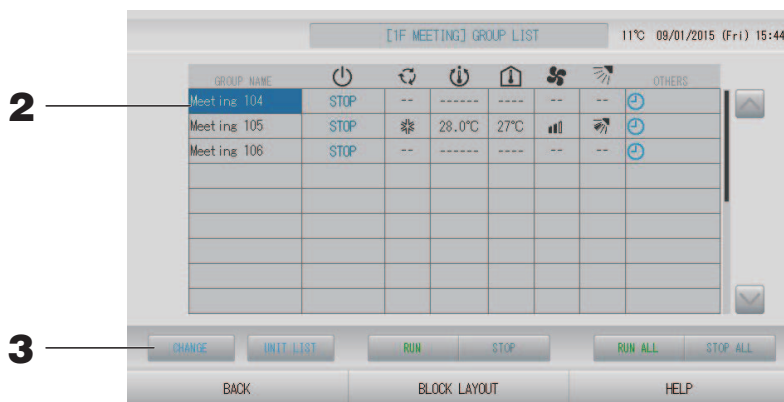 [1F MEETING] GROUP LIST 11℃ 09/01/2015 (Fri) 15:44
GROUP NAME OTHERS
2
Meeting 104 STOP -- ------ ---- -- --
Meeting 105 STOP 28.0℃ 27℃
Meeting 106 STOP -- ------ ---- -- --
3
CHANGE UNIT LIST RUN STOP RUN ALL STOP ALL
BACK BLOCK LAYOUT HELP